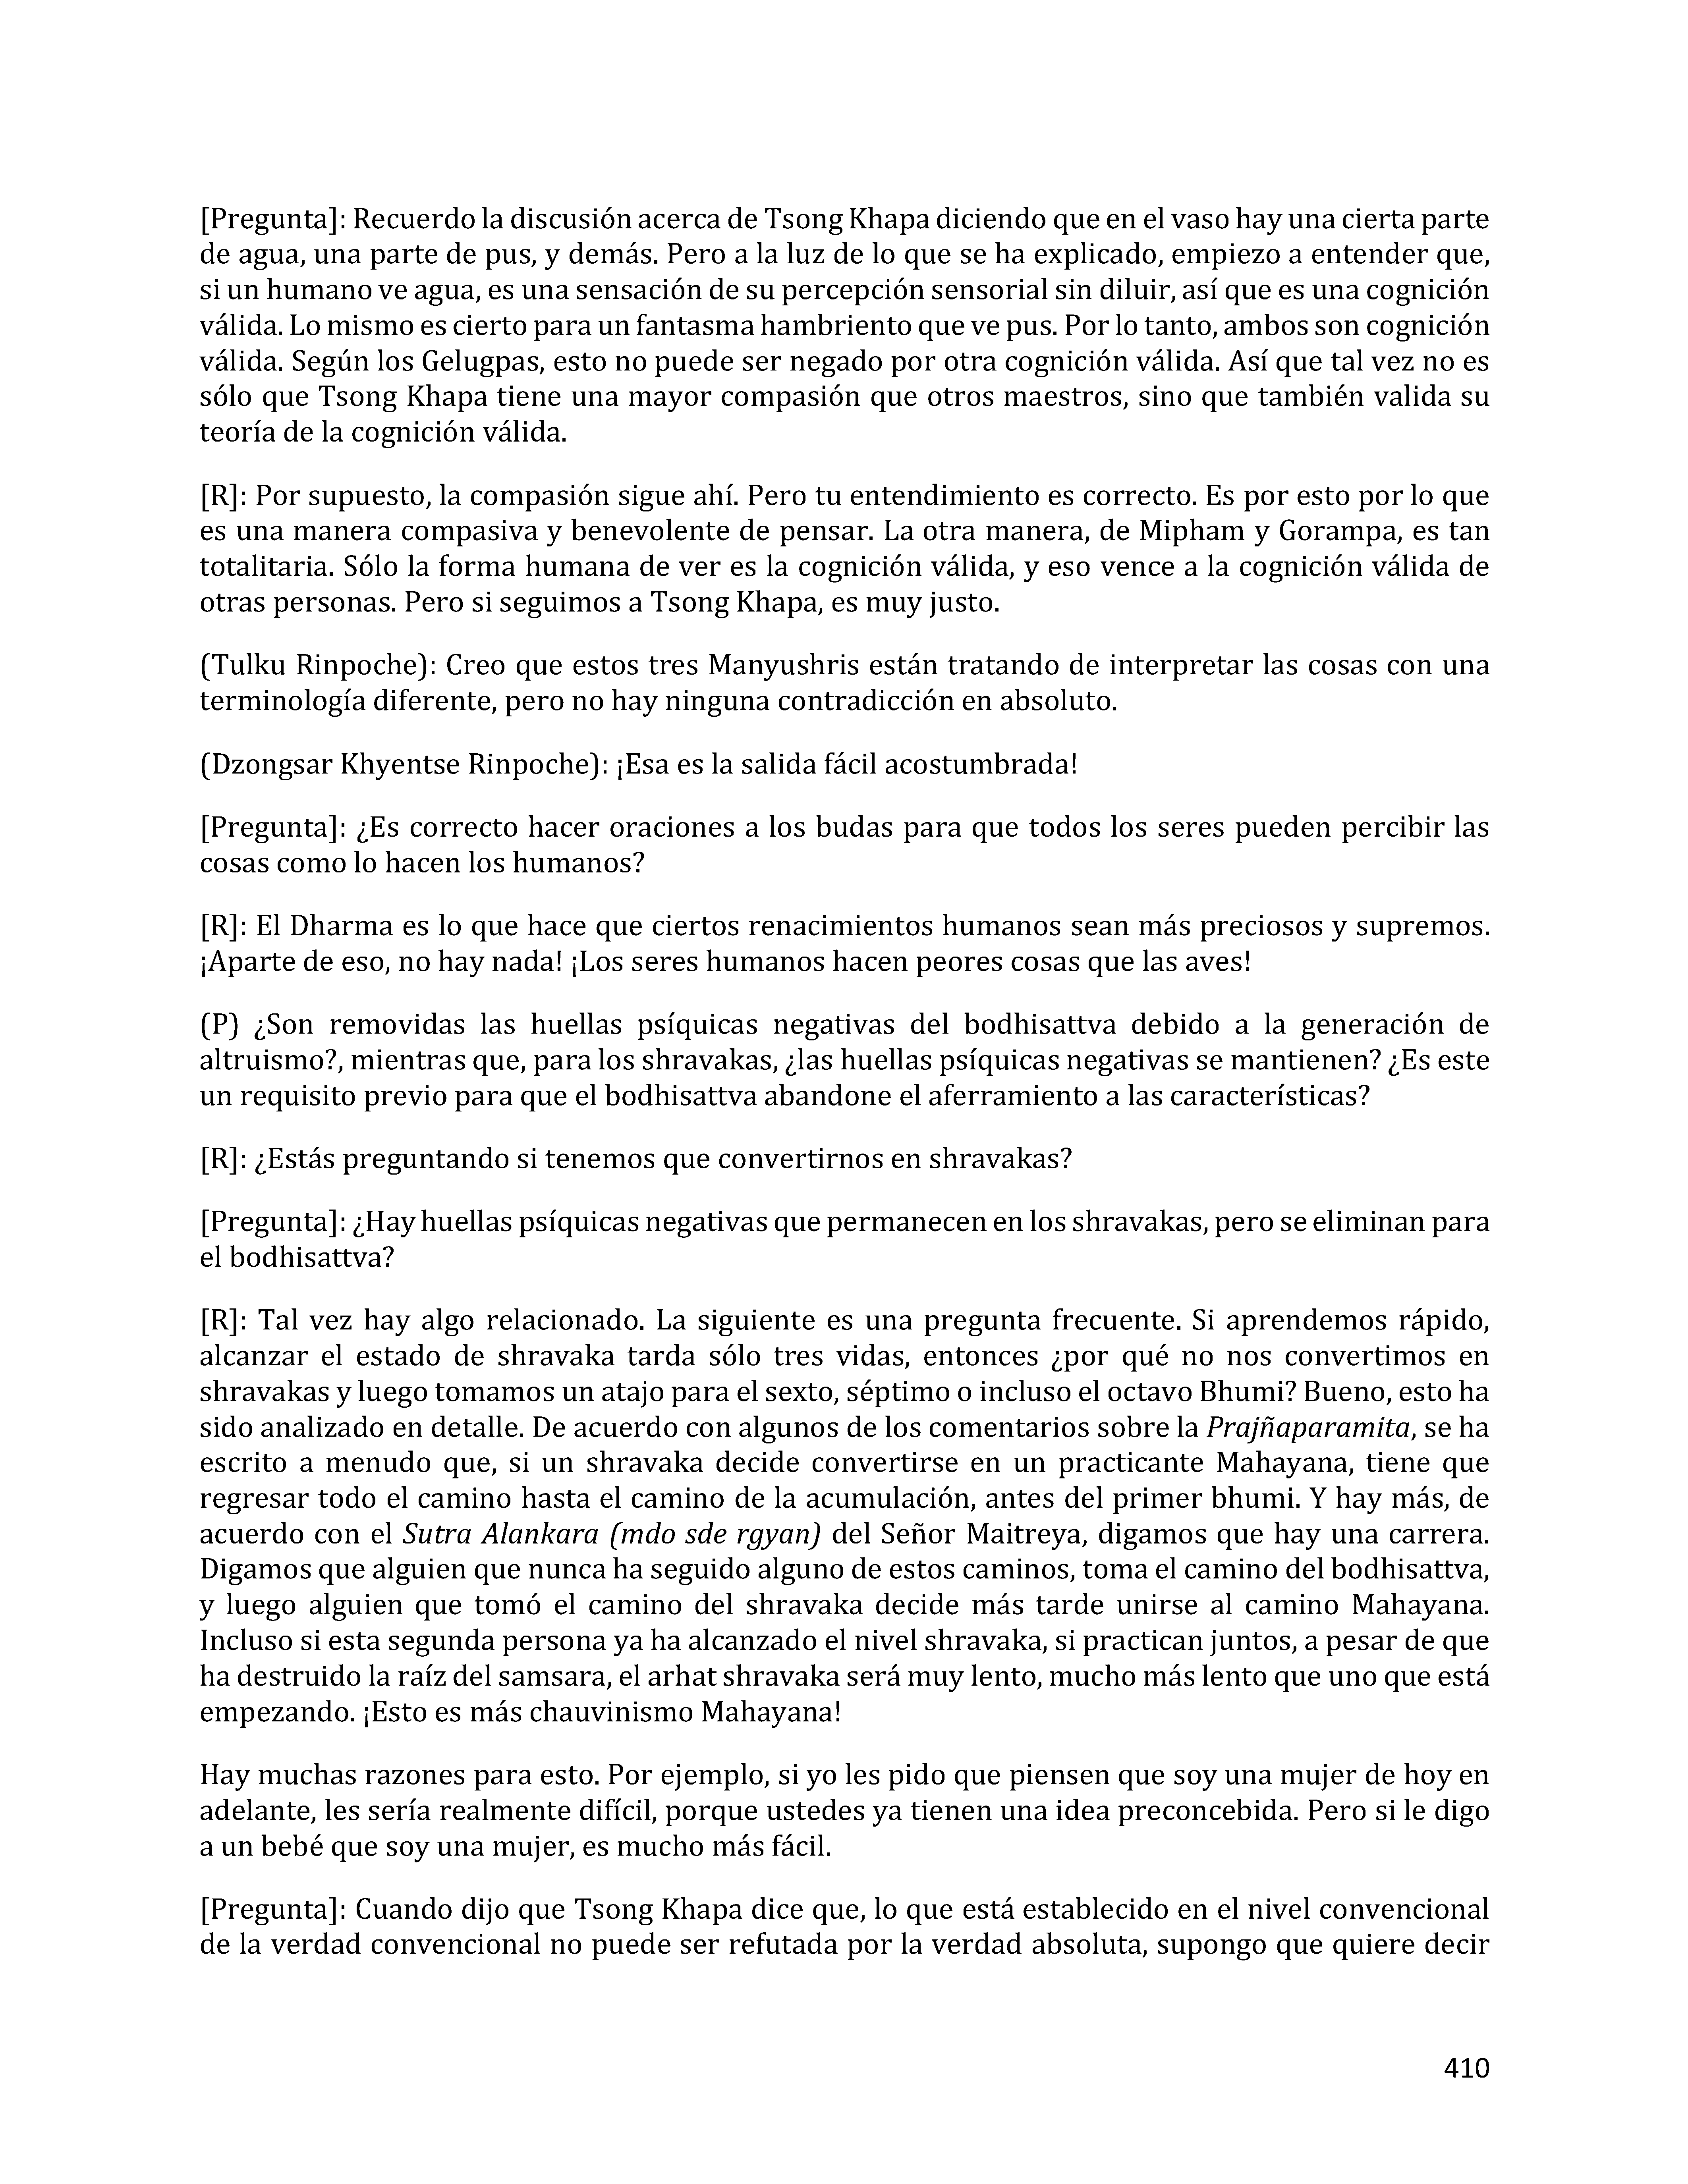 [Pregunta]: Recuerdo la discusión acerca de Tsong Khapa diciendo que en el vaso hay una cierta parte
de agua, una parte de pus, y demás. Pero a la luz de lo que se ha explicado, empiezo a entender que,
si un humano ve agua, es una sensación de su percepción sensorial sin diluir, así que es una cognición
válida. Lo mismo es cierto para un fantasma hambriento que ve pus. Por lo tanto, ambos son cognición
válida. Según los Gelugpas, esto no puede ser negado por otra cognición válida. Así que tal vez no es
sólo que Tsong Khapa tiene una mayor compasión que otros maestros, sino que también valida su
teoría de la cognición válida.
[R]: Por supuesto, la compasión sigue ahí. Pero tu entendimiento es correcto. Es por esto por lo que
es una manera compasiva y benevolente de pensar. La otra manera, de Mipham y Gorampa, es tan
totalitaria. Sólo la forma humana de ver es la cognición válida, y eso vence a la cognición válida de
otras personas. Pero si seguimos a Tsong Khapa, es muy justo.
(Tulku Rinpoche): Creo que estos tres Manyushris están tratando de interpretar las cosas con una
terminología diferente, pero no hay ninguna contradicción en absoluto.
(Dzongsar Khyentse Rinpoche): ¡Esa es la salida fácil acostumbrada!
[Pregunta]: ¿Es correcto hacer oraciones a los budas para que todos los seres pueden percibir las
cosas como lo hacen los humanos?
[R]: El Dharma es lo que hace que ciertos renacimientos humanos sean más preciosos y supremos.
¡Aparte de eso, no hay nada! ¡Los seres humanos hacen peores cosas que las aves!
(P) ¿Son removidas las huellas psíquicas negativas del bodhisattva debido a la generación de
altruismo?, mientras que, para los shravakas, ¿las huellas psíquicas negativas se mantienen? ¿Es este
un requisito previo para que el bodhisattva abandone el aferramiento a las características?
[R]: ¿Estás preguntando si tenemos que convertirnos en shravakas?
[Pregunta]: ¿Hay huellas psíquicas negativas que permanecen en los shravakas, pero se eliminan para
el bodhisattva?
[R]: Tal vez hay algo relacionado. La siguiente es una pregunta frecuente. Si aprendemos rápido,
alcanzar el estado de shravaka tarda sólo tres vidas, entonces ¿por qué no nos convertimos en
shravakas y luego tomamos un atajo para el sexto, séptimo o incluso el octavo Bhumi? Bueno, esto ha
sido analizado en detalle. De acuerdo con algunos de los comentarios sobre la Prajñaparamita, se ha
escrito a menudo que, si un shravaka decide convertirse en un practicante Mahayana, tiene que
regresar todo el camino hasta el camino de la acumulación, antes del primer bhumi. Y hay más, de
acuerdo con el Sutra Alankara (mdo sde rgyan) del Señor Maitreya, digamos que hay una carrera.
Digamos que alguien que nunca ha seguido alguno de estos caminos, toma el camino del bodhisattva,
y luego alguien que tomó el camino del shravaka decide más tarde unirse al camino Mahayana.
Incluso si esta segunda persona ya ha alcanzado el nivel shravaka, si practican juntos, a pesar de que
ha destruido la raíz del samsara, el arhat shravaka será muy lento, mucho más lento que uno que está
empezando. ¡Esto es más chauvinismo Mahayana!
Hay muchas razones para esto. Por ejemplo, si yo les pido que piensen que soy una mujer de hoy en
adelante, les sería realmente difícil, porque ustedes ya tienen una idea preconcebida. Pero si le digo
a un bebé que soy una mujer, es mucho más fácil.
[Pregunta]: Cuando dijo que Tsong Khapa dice que, lo que está establecido en el nivel convencional
de la verdad convencional no puede ser refutada por la verdad absoluta, supongo que quiere decir
410